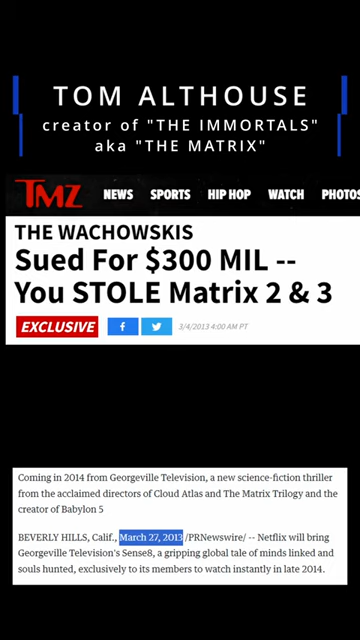 TOM ALTHOUSE
creator of "THE IMMORTALS"
aka "THE MATRIX"
TMZ NEWS SPORTS HIP HOP WATCH PHOTOS
THE WACHOWSKIS
Sued For $300 MIL --
You STOLE Matrix 2 & 3
EXCLUSIVE f 3/4/2013 4:00 AM PT
Coming in 2014 from Georgeville Television, a new science-fiction thriller
from the acclaimed directors of Cloud Atlas and The Matrix Trilogy and the
creator of Babylon 5
BEVERLY HILLS, Calif., March 27, 2013 /PRNewswire/ -- Netflix will bring
Georgeville Television's Sense8, a gripping global tale of minds linked and
souls hunted, exclusively to its members to watch instantly in late 2014.